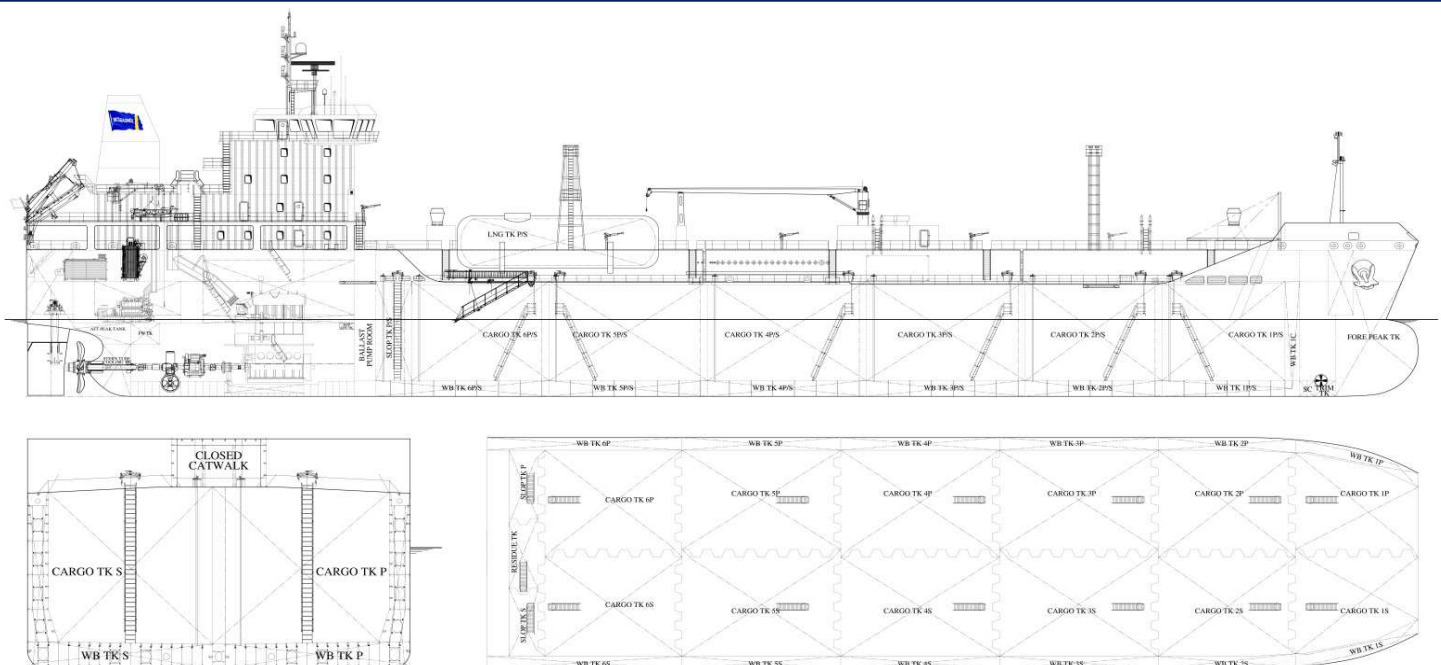 LNG TK P/S
AFT PEAK TANK
FW TK
BALLAST
PUMP ROOM
SLOP TK P/S
CARGO TK 6P/S
CARGO TK 5P/S
CARGO TK 4P/S
CARGO TK 3P/S
CARGO TK 2P/S
CARGO TK 1P/S
WB TK 1C
FORE PEAK TK
WB TK 6P/S
WB TK 5P/S
WB TK 4P/S
WB TK 3P/S
WB TK 2P/S
WB TK 1P/S
SC TRIM
TK
CLOSED
CATWALK
CARGO TK S
CARGO TK P
WB TK S
WB TK P
WB TK 6P
WB TK 5P
WB TK 4P
WB TK 3P
WB TK 2P
WB TK 1P
SLOP TK P
CARGO TK 6P
CARGO TK 5P
CARGO TK 4P
CARGO TK 3P
CARGO TK 2P
CARGO TK 1P
RESIDUE TK
SLOP TK S
CARGO TK 6S
CARGO TK 5S
CARGO TK 4S
CARGO TK 3S
CARGO TK 2S
CARGO TK 1S
WB TK 1S
WB TK 6S
WB TK 5S
WB TK 4S
WB TK 3S
WB TK 2S